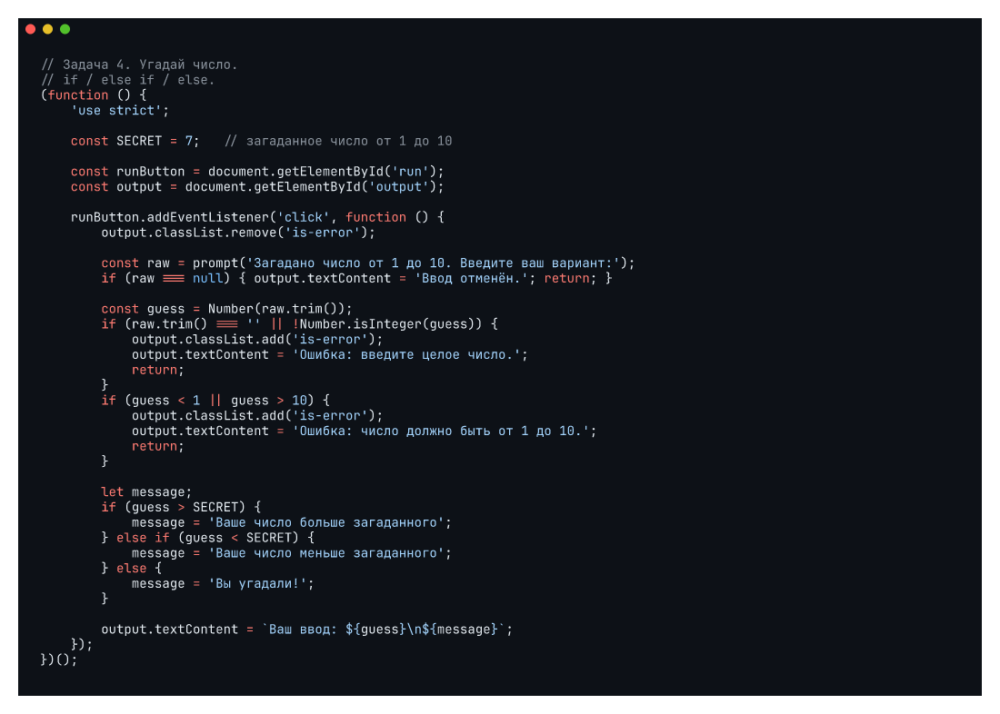 // Задача 4. Угадай число.
// if / else if / else.
(function () {
    'use strict';

    const SECRET = 7;   // загаданное число от 1 до 10

    const runButton = document.getElementById('run');
    const output = document.getElementById('output');

    runButton.addEventListener('click', function () {
        output.classList.remove('is-error');

        const raw = prompt('Загадано число от 1 до 10. Введите ваш вариант:');
        if (raw === null) { output.textContent = 'Ввод отменён.'; return; }

        const guess = Number(raw.trim());
        if (raw.trim() === '' || !Number.isInteger(guess)) {
            output.classList.add('is-error');
            output.textContent = 'Ошибка: введите целое число.';
            return;
        }
        if (guess < 1 || guess > 10) {
            output.classList.add('is-error');
            output.textContent = 'Ошибка: число должно быть от 1 до 10.';
            return;
        }

        let message;
        if (guess > SECRET) {
            message = 'Ваше число больше загаданного';
        } else if (guess < SECRET) {
            message = 'Ваше число меньше загаданного';
        } else {
            message = 'Вы угадали!';
        }

        output.textContent = `Ваш ввод: ${guess}\n${message}`;
    });
})();